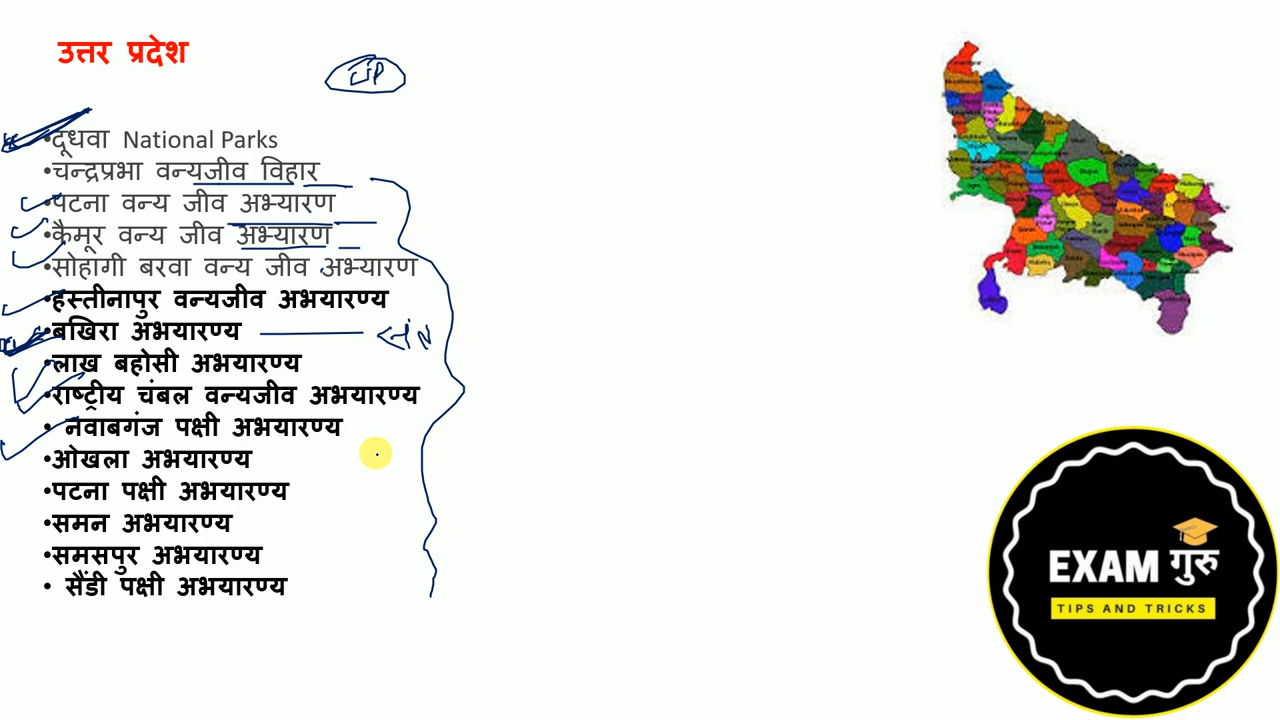 उत्तर प्रदेश
UP
•दूधवा National Parks
•चन्द्रप्रभा वन्यजीव विहार
•पटना वन्य जीव अभ्यारण
•कैमूर वन्य जीव अभ्यारण
•सोहागी बरवा वन्य जीव अभ्यारण
•हस्तीनापुर वन्यजीव अभयारण्य
•बखिरा अभयारण्य
•लाख बहोसी अभयारण्य
•राष्ट्रीय चंबल वन्यजीव अभयारण्य
• नवाबगंज पक्षी अभयारण्य
•ओखला अभयारण्य
•पटना पक्षी अभयारण्य
•समन अभयारण्य
•समसपुर अभयारण्य
• सैंडी पक्षी अभयारण्य
EXAM गुरु
TIPS AND TRICKS